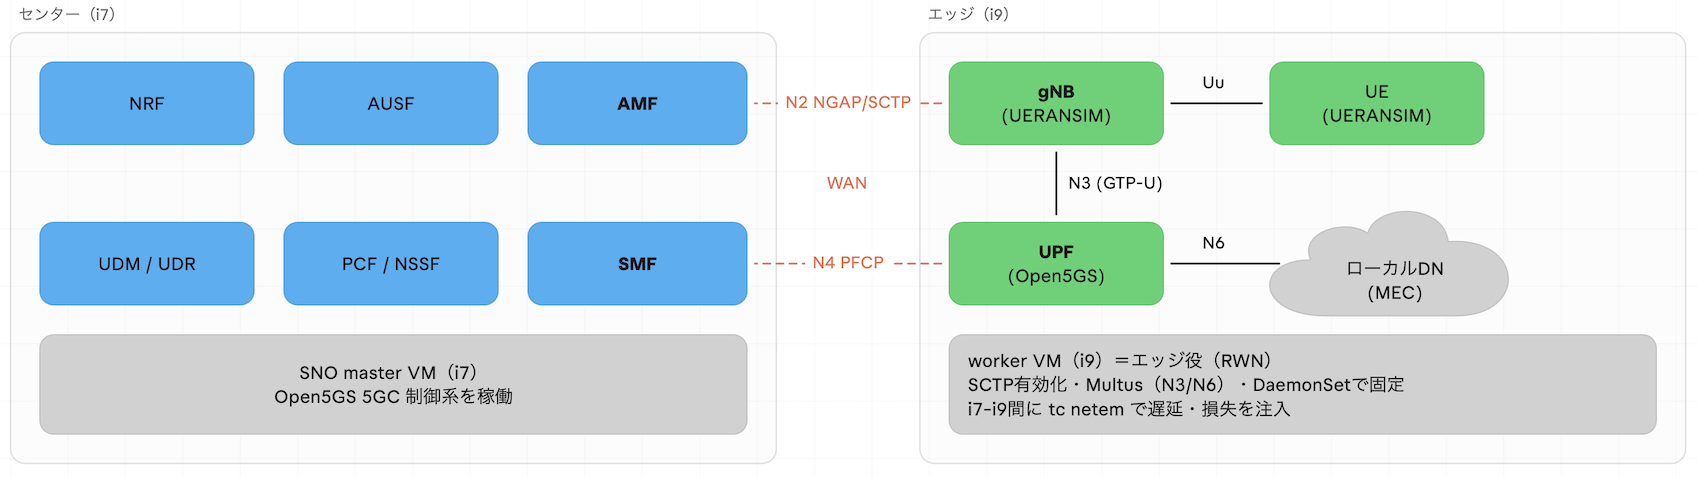 センター（i7）
NRF
AUSF
AMF
UDM / UDR
PCF / NSSF
SMF
SNO master VM（i7）
Open5GS 5GC 制御系を稼働
N2 NGAP/SCTP
WAN
N4 PFCP
エッジ（i9）
gNB
(UERANSIM)
Uu
UE
(UERANSIM)
N3 (GTP-U)
UPF
(Open5GS)
N6
ローカルDN
(MEC)
worker VM（i9）＝エッジ役（RWN）
SCTP有効化・Multus（N3/N6）・DaemonSetで固定
i7-i9間に tc netem で遅延・損失を注入